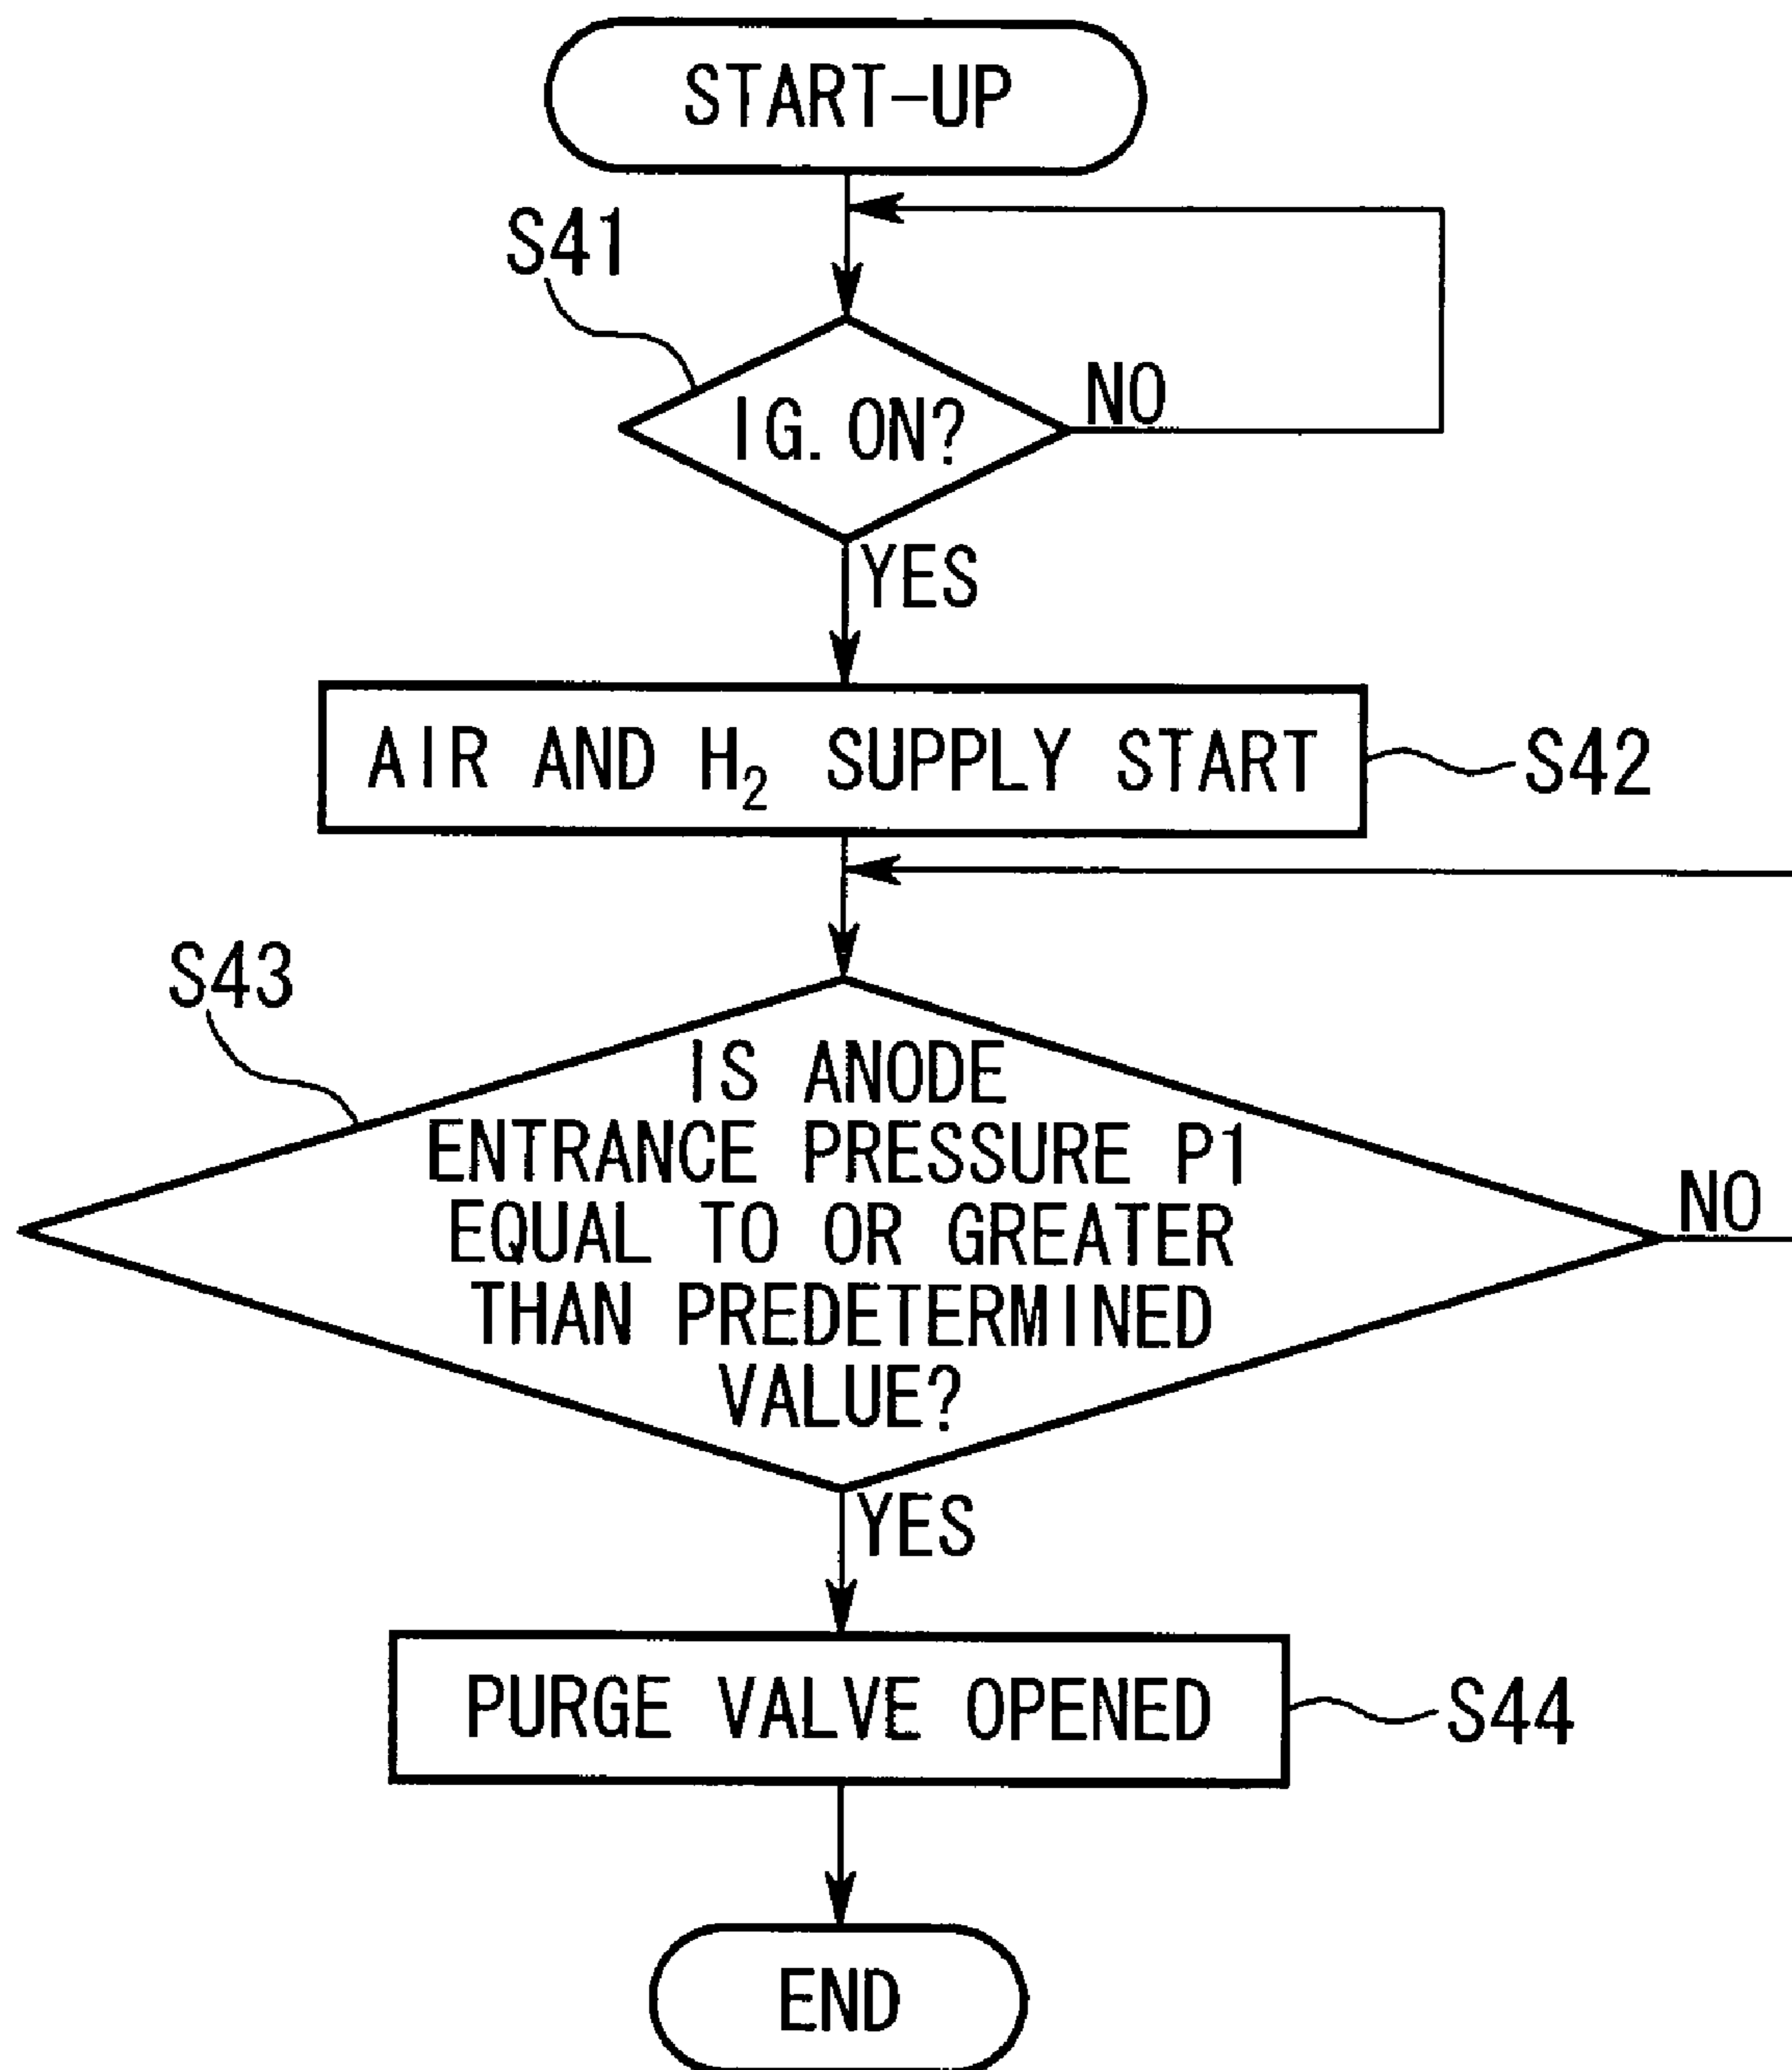 START-UP
S41
IG. ON?
NO
YES
AIR AND H₂ SUPPLY START
S42
S43
IS ANODE
ENTRANCE PRESSURE P1
EQUAL TO OR GREATER
THAN PREDETERMINED
VALUE?
NO
YES
PURGE VALVE OPENED
S44
END